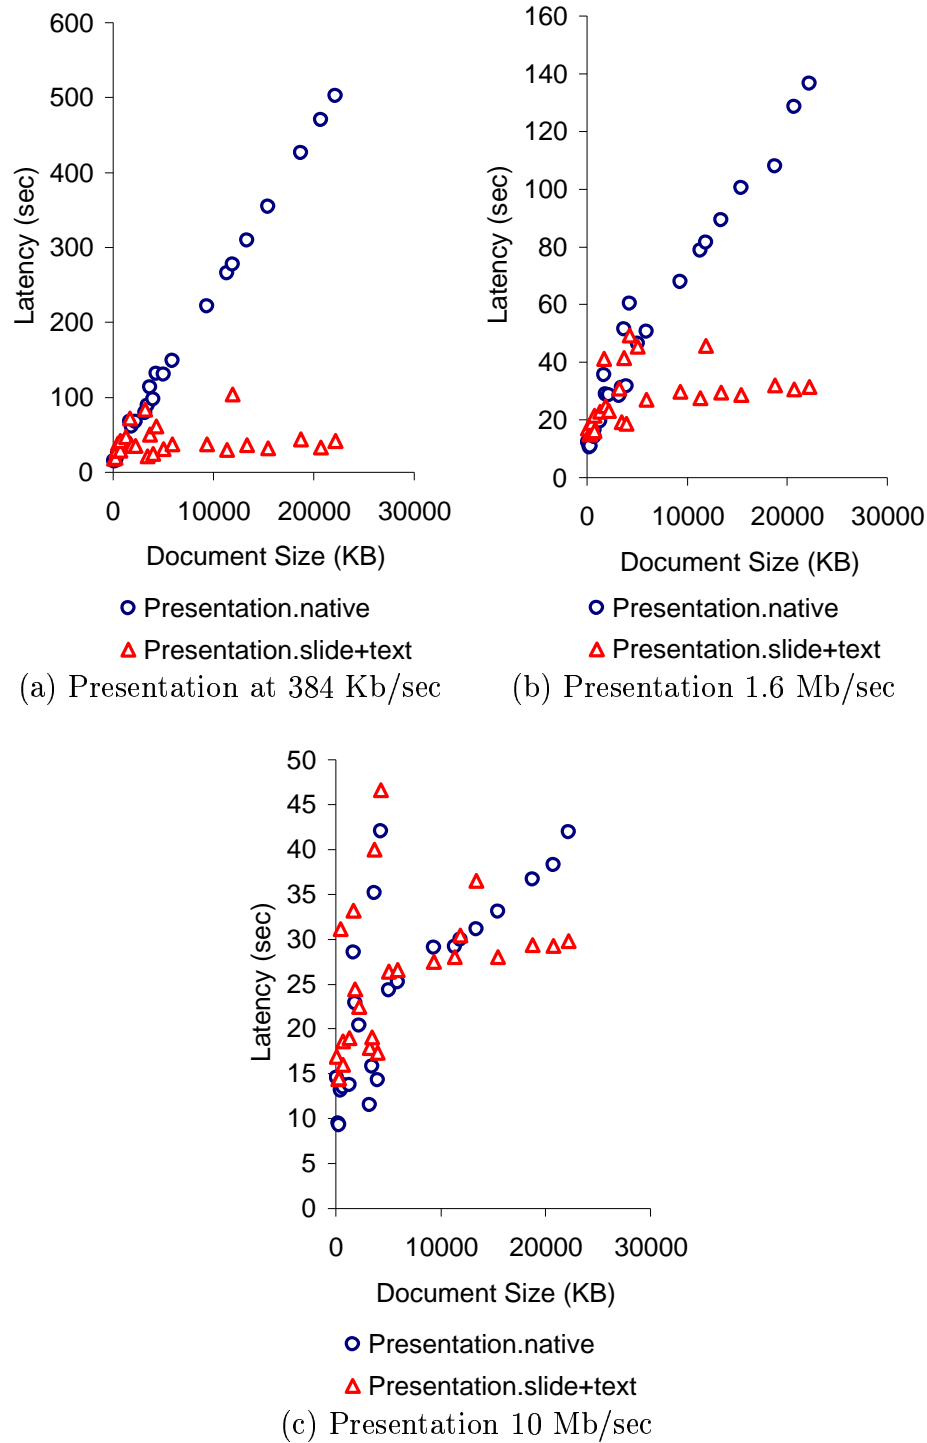 600
500
400
300
200
100
0
Latency (sec)
0 10000 20000 30000
Document Size (KB)
Presentation.native
Presentation.slide+text
(a) Presentation at 384 Kb/sec
160
140
120
100
80
60
40
20
0
Latency (sec)
0 10000 20000 30000
Document Size (KB)
Presentation.native
Presentation.slide+text
(b) Presentation 1.6 Mb/sec
50
45
40
35
30
25
20
15
10
5
0
Latency (sec)
0 10000 20000 30000
Document Size (KB)
Presentation.native
Presentation.slide+text
(c) Presentation 10 Mb/sec